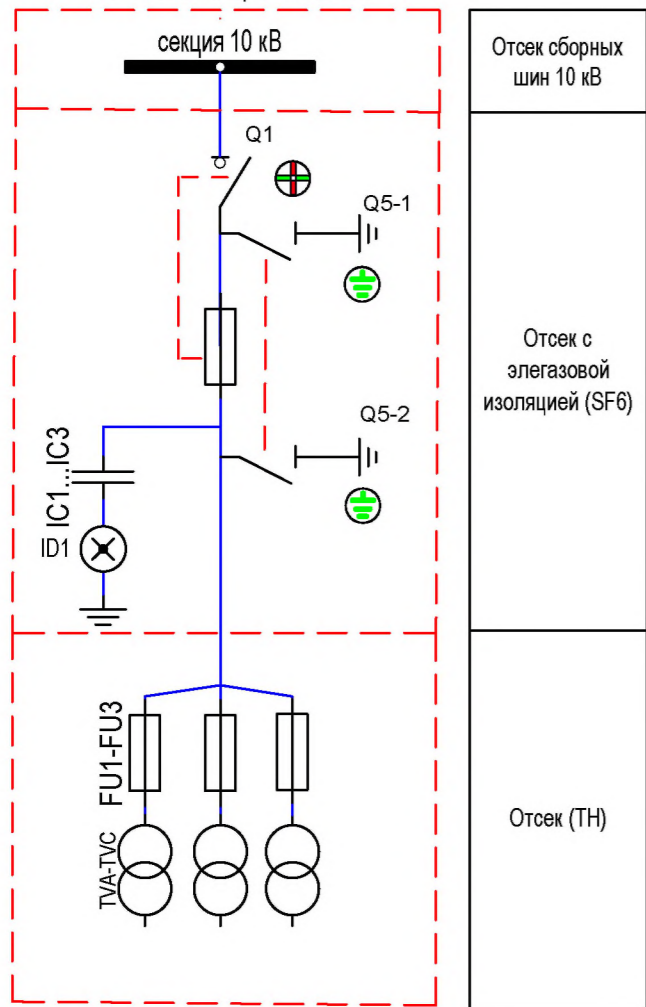 секция 10 кВ
Отсек сборных
шин 10 кВ
Q1
Q5-1
Отсек с
элегазовой
изоляцией (SF6)
Q5-2
IC1...IC3
ID1
FU1-FU3
TVA-TVC
Отсек (ТН)